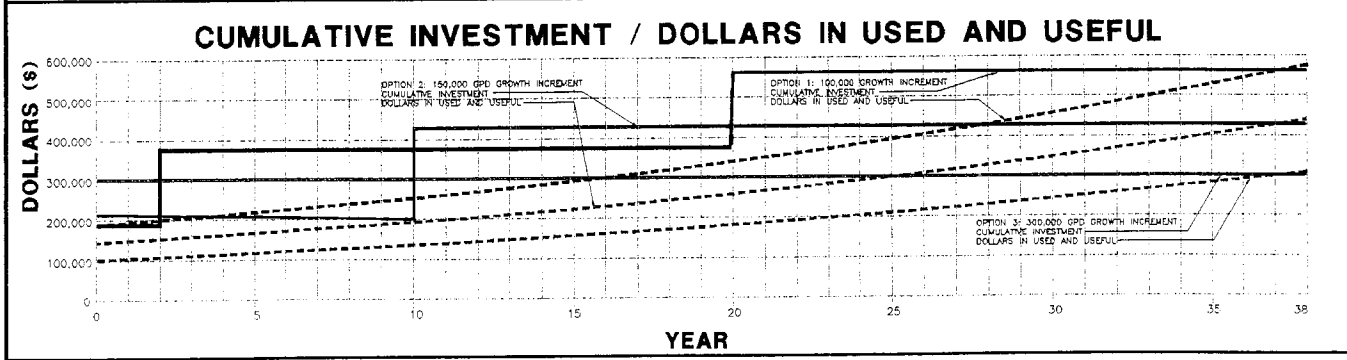 CUMULATIVE INVESTMENT / DOLLARS IN USED AND USEFUL
DOLLARS ($)
600,000
500,000
400,000
300,000
200,000
100,000
0
OPTION 2: 150,000 GPD GROWTH INCREMENT
CUMULATIVE INVESTMENT
DOLLARS IN USED AND USEFUL
OPTION 1: 100,000 GROWTH INCREMENT
CUMULATIVE INVESTMENT
DOLLARS IN USED AND USEFUL
OPTION 3: 300,000 GPD GROWTH INCREMENT
CUMULATIVE INVESTMENT
DOLLARS IN USED AND USEFUL
0 5 10 15 20 25 30 35 38
YEAR